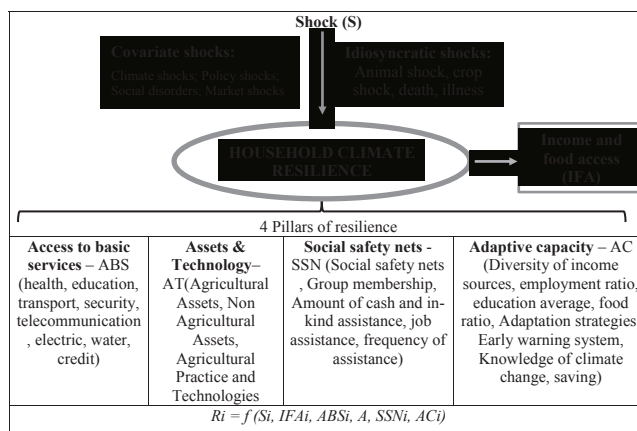 Shock (S)
Covariate shocks:
Climate shocks; Policy shocks;
Social disorders; Market shocks
Idiosyncratic shocks:
Animal shock, crop
shock, death, illness
HOUSEHOLD CLIMATE
RESILIENCE
Income and
food access
(IFA)
4 Pillars of resilience
Access to basic
services – ABS
(health, education,
transport, security,
telecommunication
, electric, water,
credit)
Assets &
Technology–
AT(Agricultural
Assets, Non
Agricultural
Assets,
Agricultural
Practice and
Technologies
Social safety nets -
SSN (Social safety nets
, Group membership,
Amount of cash and in-
kind assistance, job
assistance, frequency of
assistance)
Adaptive capacity – AC
(Diversity of income
sources, employment ratio,
education average, food
ratio, Adaptation strategies
Early warning system,
Knowledge of climate
change, saving)
Ri = f (Si, IFAi, ABSi, A, SSNi, ACi)